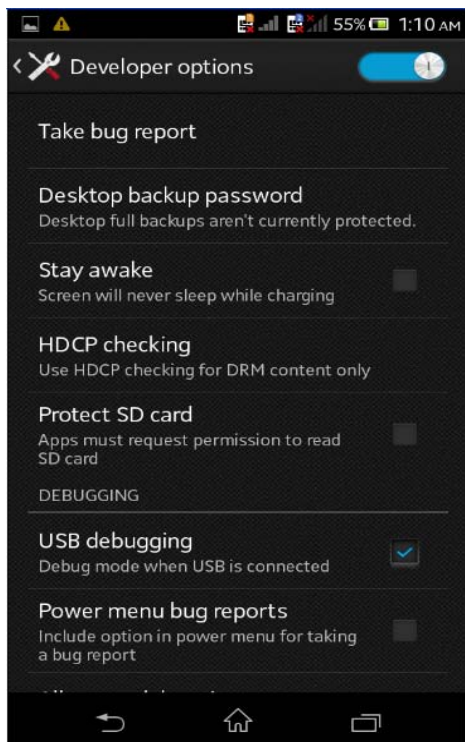 55% 1:10 AM
Developer options
Take bug report
Desktop backup password
Desktop full backups aren't currently protected.
Stay awake
Screen will never sleep while charging
HDCP checking
Use HDCP checking for DRM content only
Protect SD card
Apps must request permission to read
SD card
DEBUGGING
USB debugging
Debug mode when USB is connected
Power menu bug reports
Include option in power menu for taking
a bug report